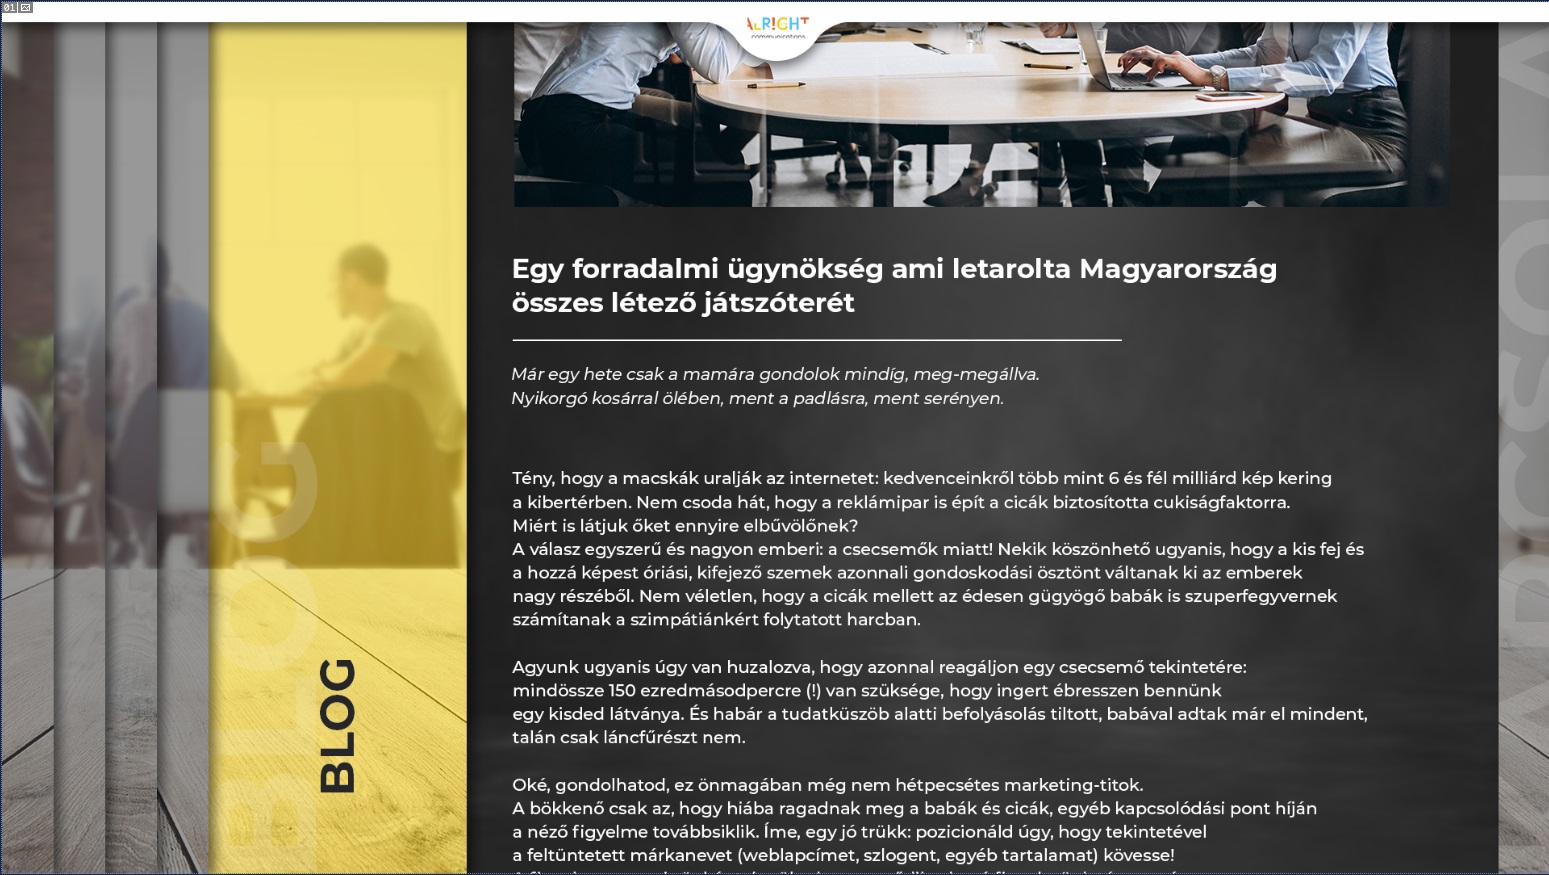 01
ALRIGHT
communications
Egy forradalmi ügynökség ami letarolta Magyarország
összes létező játszóterét
Már egy hete csak a mamára gondolok mindíg, meg-megállva.
Nyikorgó kosárral ölében, ment a padlásra, ment serényen.
Tény, hogy a macskák uralják az internetet: kedvenceinkről több mint 6 és fél milliárd kép kering
a kibertérben. Nem csoda hát, hogy a reklámipar is épít a cicák biztosította cukiságfaktorra.
Miért is látjuk őket ennyire elbűvölőnek?
A válasz egyszerű és nagyon emberi: a csecsemők miatt! Nekik köszönhető ugyanis, hogy a kis fej és
a hozzá képest óriási, kifejező szemek azonnali gondoskodási ösztönt váltanak ki az emberek
nagy részéből. Nem véletlen, hogy a cicák mellett az édesen gügyögő babák is szuperfegyvernek
számítanak a szimpátiánkért folytatott harcban.
Agyunk ugyanis úgy van huzalozva, hogy azonnal reagáljon egy csecsemő tekintetére:
mindössze 150 ezredmásodpercre (!) van szüksége, hogy ingert ébresszen bennünk
egy kisded látványa. És habár a tudatküszöb alatti befolyásolás tiltott, babával adtak már el mindent,
talán csak láncfűrészt nem.
Oké, gondolhatod, ez önmagában még nem hétpecsétes marketing-titok.
A bökkenő csak az, hogy hiába ragadnak meg a babák és cicák, egyéb kapcsolódási pont híján
a néző figyelme továbbsiklik. Íme, egy jó trükk: pozicionáld úgy, hogy tekintetével
a feltüntetett márkanevet (weblapcímet, szlogent, egyéb tartalamat) kövesse!
BLOG
BLOG